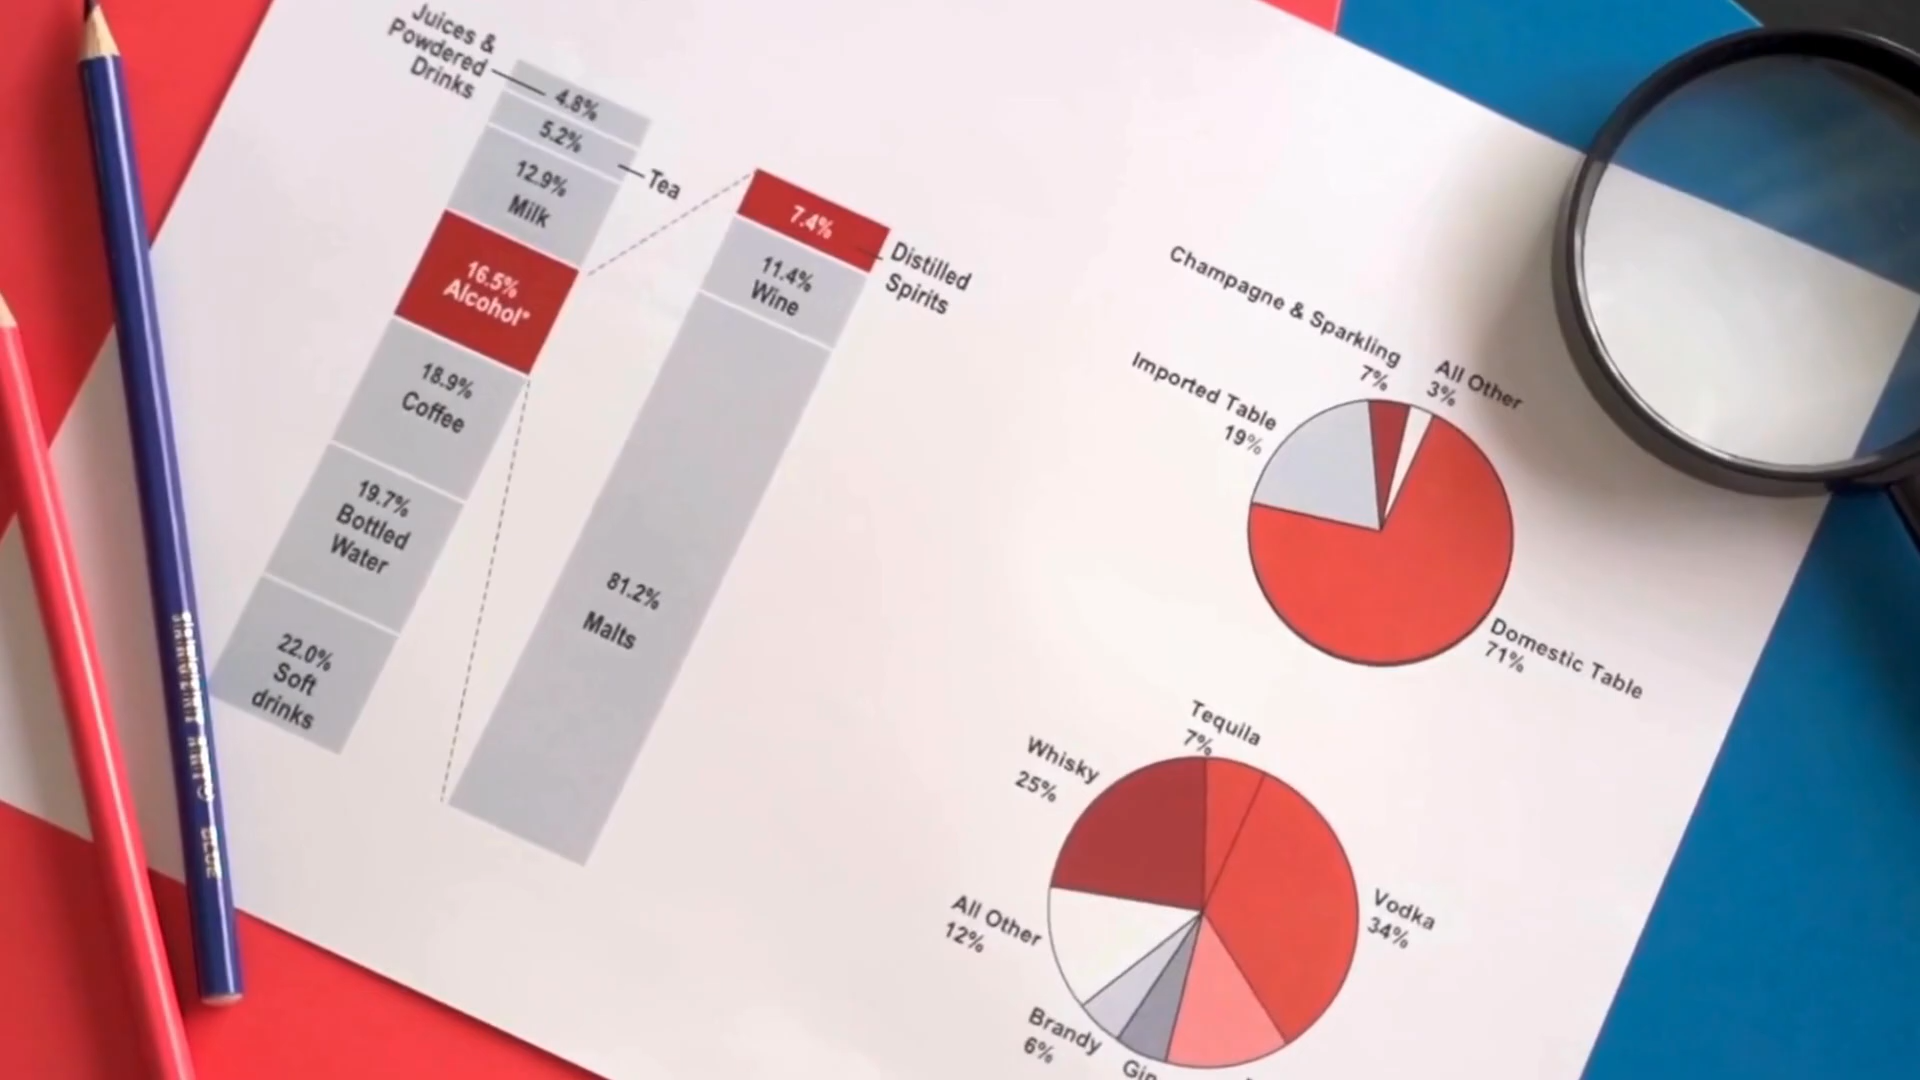 Juices &
Powdered
Drinks
4.8%
5.2%
Tea
12.9%
Milk
16.5%
Alcohol*
18.9%
Coffee
19.7%
Bottled
Water
22.0%
Soft
drinks
7.4%
Distilled
Spirits
11.4%
Wine
81.2%
Malts
Champagne & Sparkling
7%
All Other
3%
Imported Table
19%
Domestic Table
71%
Tequila
7%
Whisky
25%
Vodka
34%
All Other
12%
Brandy
6%
Gin